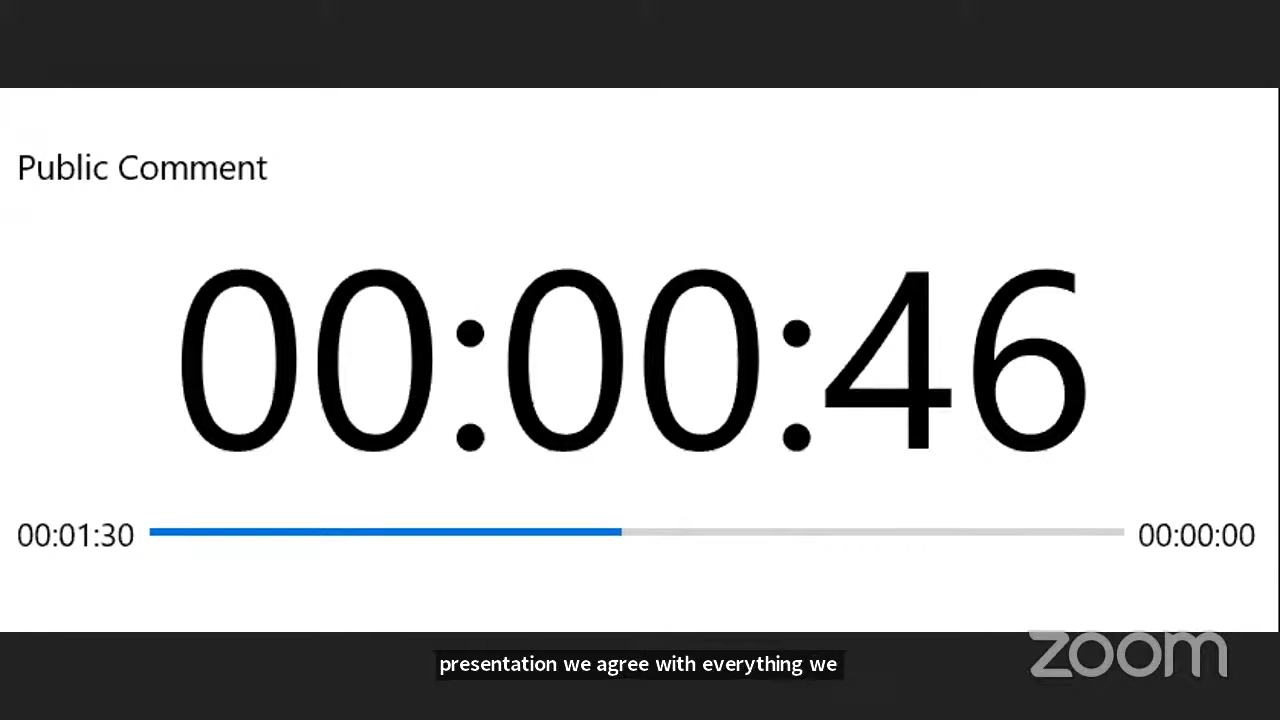 Public Comment
00:00:46
00:01:30 00:00:00
presentation we agree with everything we
zoom